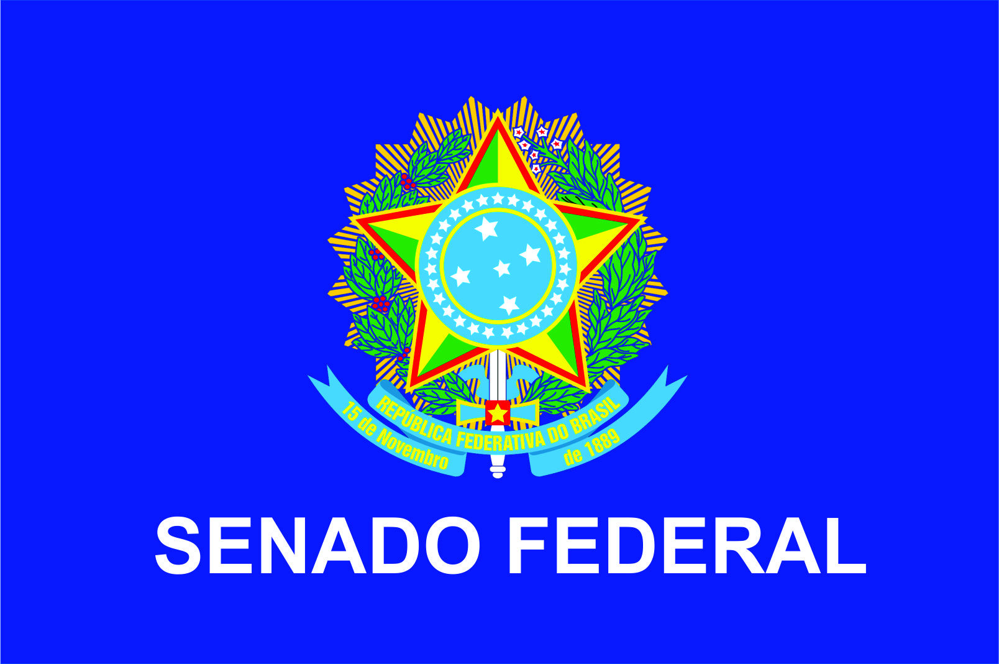 REPÚBLICA FEDERATIVA DO BRASIL
15 de Novembro
de 1889
SENADO FEDERAL